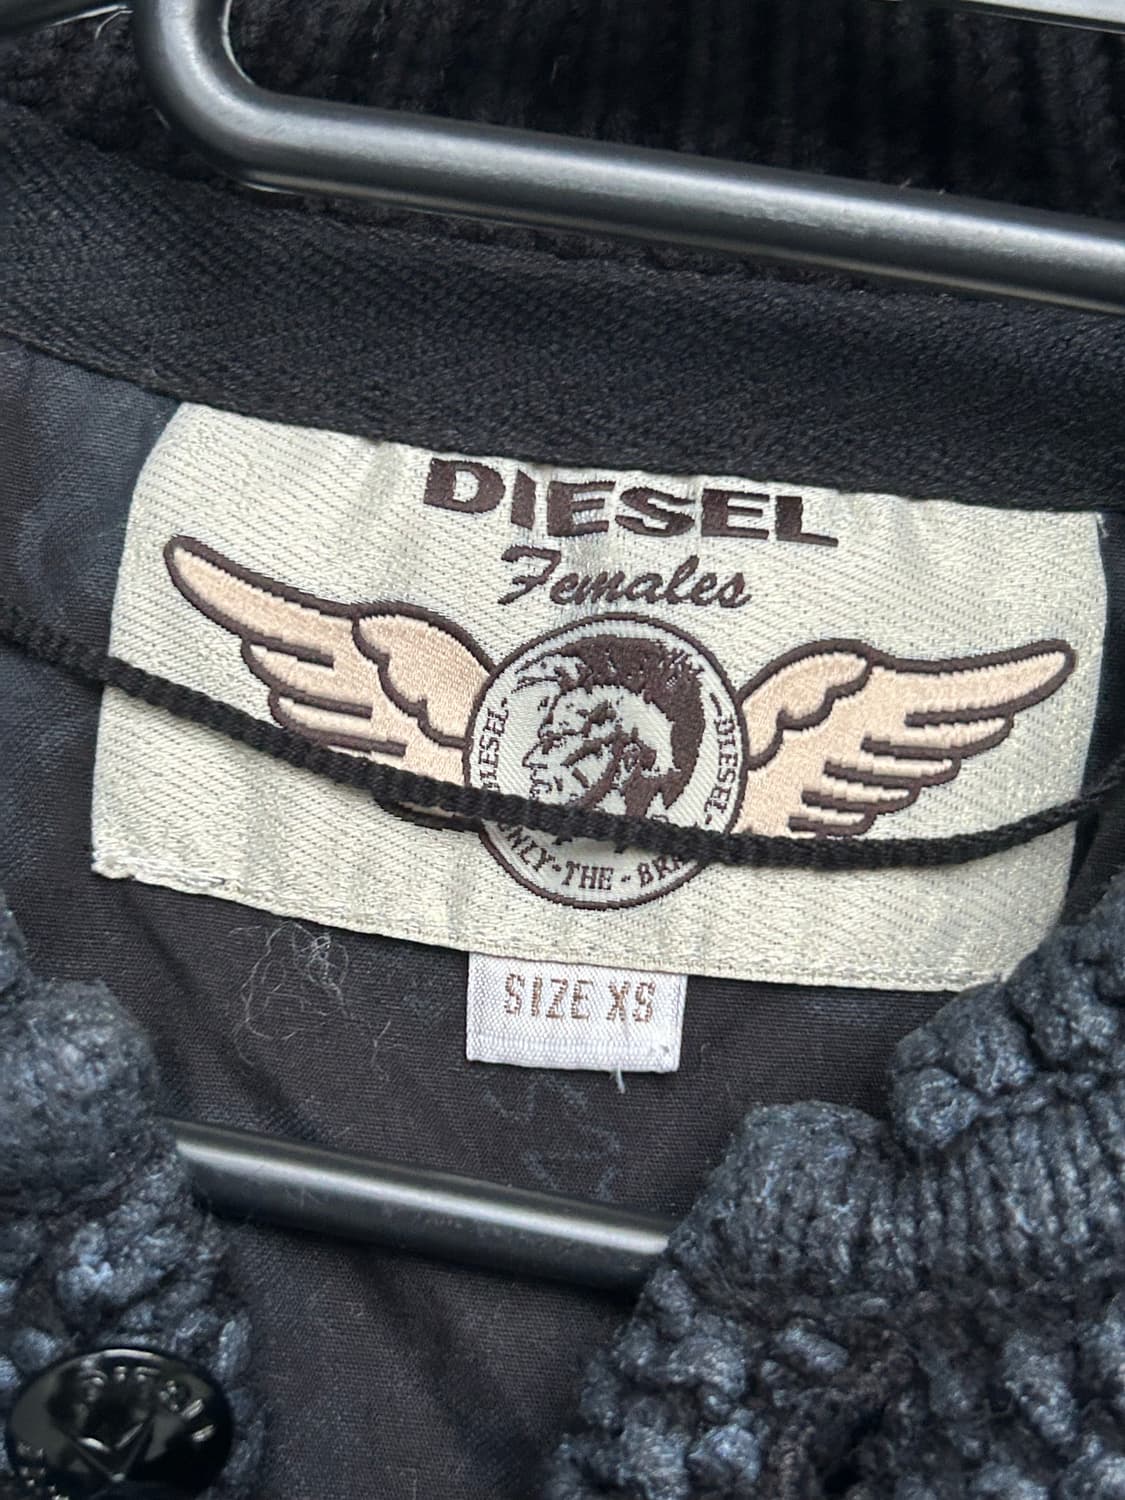 DIESEL
Females
DIESEL-
-DIESEL-
-THE-
SIZE XS